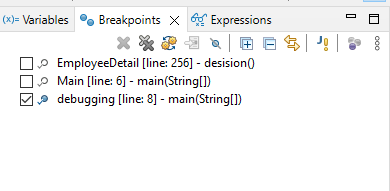 (x)= Variables Breakpoints Expressions
EmployeeDetail [line: 256] - desision()
Main [line: 6] - main(String[])
debugging [line: 8] - main(String[])